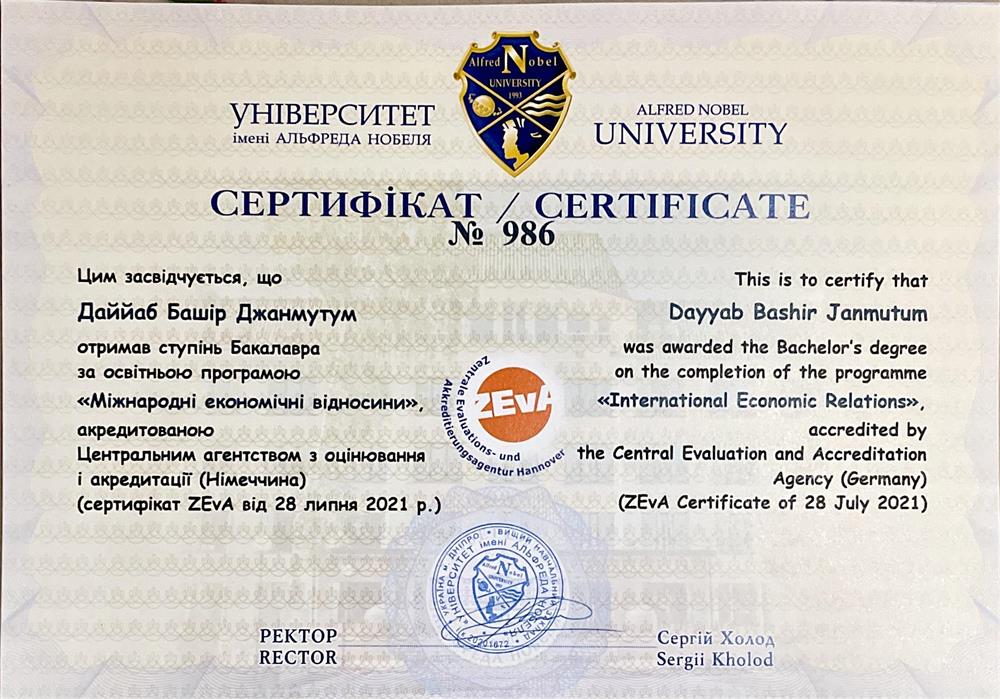 Alfred Nobel
UNIVERSITY
1993
УНІВЕРСИТЕТ
імені АЛЬФРЕДА НОБЕЛЯ
ALFRED NOBEL
UNIVERSITY
СЕРТИФІКАТ / CERTIFICATE
№ 986
Цим засвідчується, що
Даййаб Башір Джанмутум
отримав ступінь Бакалавра
за освітньою програмою
«Міжнародні економічні відносини»,
акредитованою
Центральним агентством з оцінювання
і акредитації (Німеччина)
(сертифікат ZEvA від 28 липня 2021 р.)
ZEvA
Zentrale Evaluations- und
Akkreditierungsagentur Hannover
This is to certify that
Dayyab Bashir Janmutum
was awarded the Bachelor's degree
on the completion of the programme
«International Economic Relations»,
accredited by
the Central Evaluation and Accreditation
Agency (Germany)
(ZEvA Certificate of 28 July 2021)
УКРАЇНА м. ДНІПРО • ВИЩИЙ НАВЧАЛЬНИЙ ЗАКЛАД
«УНІВЕРСИТЕТ імені АЛЬФРЕДА НОБЕЛЯ»
Alfred Nobel
UNIVERSITY
РЕКТОР
RECTOR
Сергій Холод
Sergii Kholod